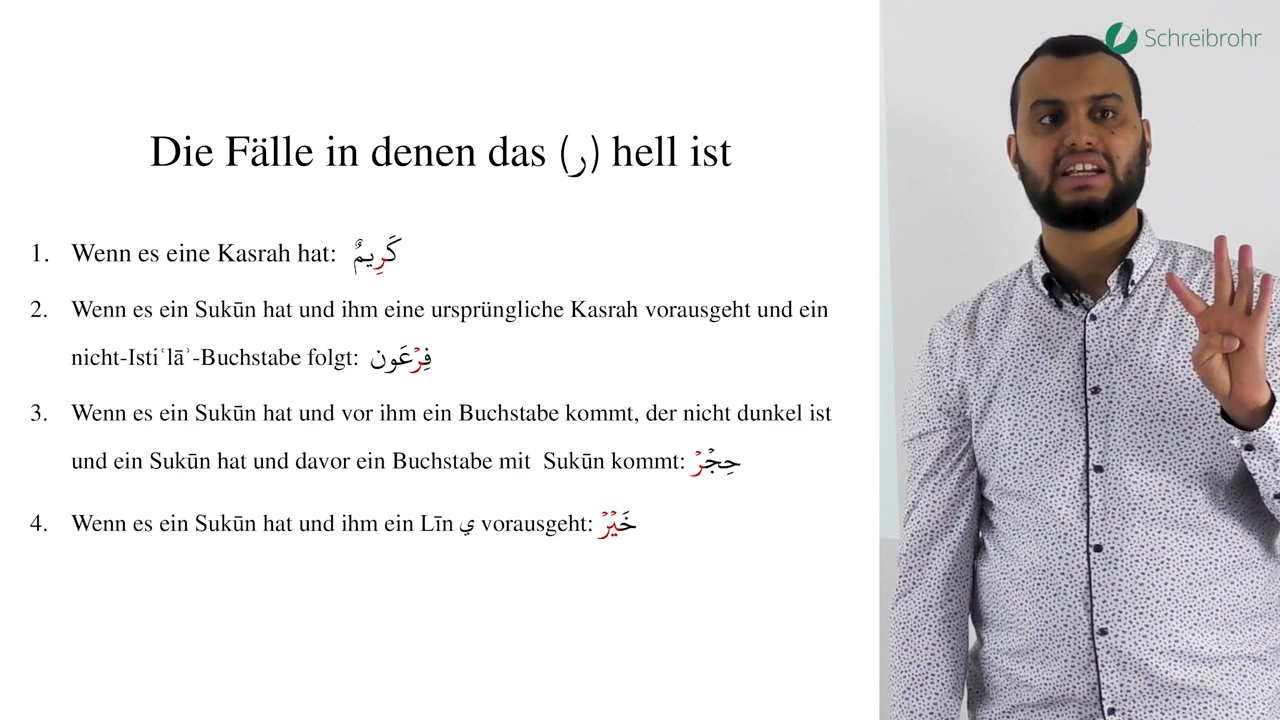 Schreibrohr
Die Fälle in denen das (ر) hell ist
1. Wenn es eine Kasrah hat: كَرِيمٌ
2. Wenn es ein Sukūn hat und ihm eine ursprüngliche Kasrah vorausgeht und ein
nicht-Istiʿlāʾ-Buchstabe folgt: فِرْعَون
3. Wenn es ein Sukūn hat und vor ihm ein Buchstabe kommt, der nicht dunkel ist
und ein Sukūn hat und davor ein Buchstabe mit Sukūn kommt: حِجْرْ
4. Wenn es ein Sukūn hat und ihm ein Līn ي vorausgeht: خَيْرْ